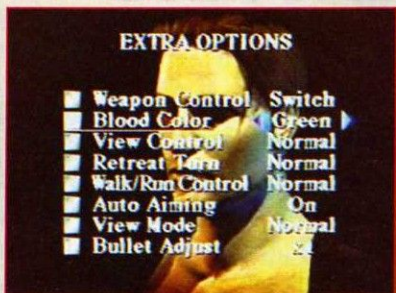 EXTRA OPTIONS
Weapon Control Switch
Blood Color Green
View Control Normal
Retreat Turn Normal
Walk/Run Control Normal
Auto Aiming On
View Mode Normal
Bullet Adjust x1